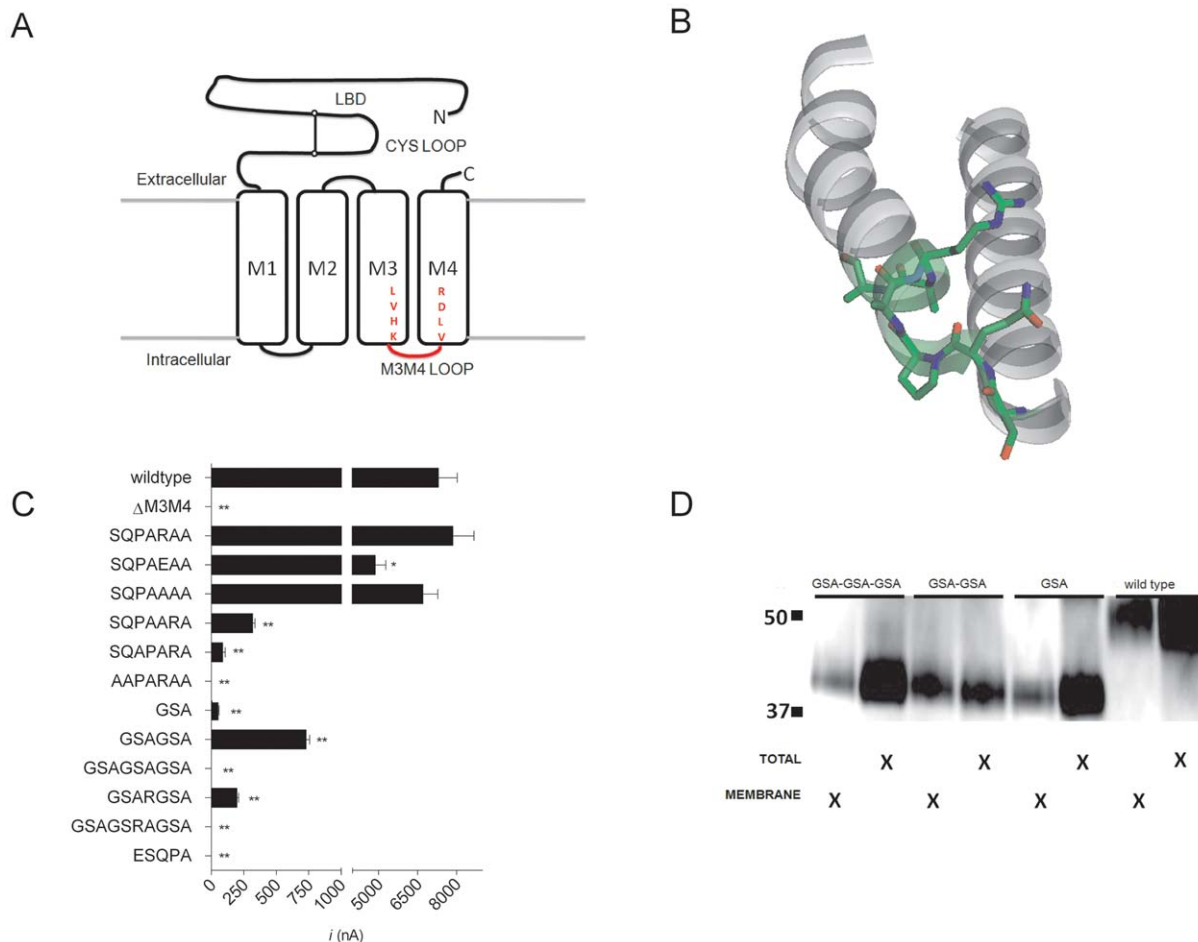 A
B
LBD
N
CYS LOOP
C
Extracellular
M1
M2
M3
M4
L
V
H
K
R
D
L
V
Intracellular
M3M4 LOOP
C
wildtype
ΔM3M4 **
SQPARAA
SQPAEAA *
SQPAAAA
SQPAARA **
SQAPARA **
AAPARAA **
GSA **
GSAGSA **
GSAGSAGSA **
GSARGSA **
GSAGSRAGSA **
ESQPA **
0 250 500 750 1000 5000 6500 8000
i (nA)
D
GSA-GSA-GSA GSA-GSA GSA wild type
50
37
TOTAL X X X X
MEMBRANE X X X X